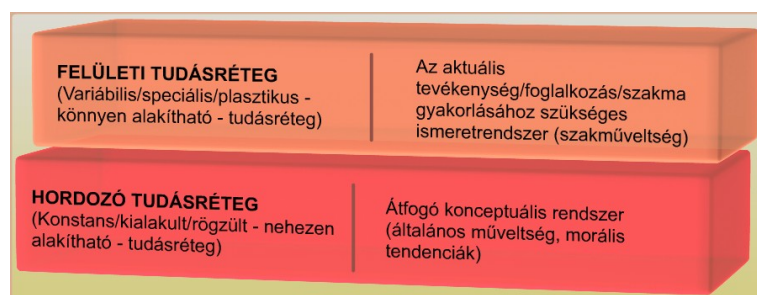 FELÜLETI TUDÁSRÉTEG
(Variábilis/speciális/plasztikus -
könnyen alakítható - tudásréteg)
Az aktuális
tevékenység/foglalkozás/szakma
gyakorlásához szükséges
ismeretrendszer (szakműveltség)
HORDOZÓ TUDÁSRÉTEG
(Konstans/kialakult/rögzült - nehezen
alakítható - tudásréteg)
Átfogó konceptuális rendszer
(általános műveltség, morális
tendenciák)